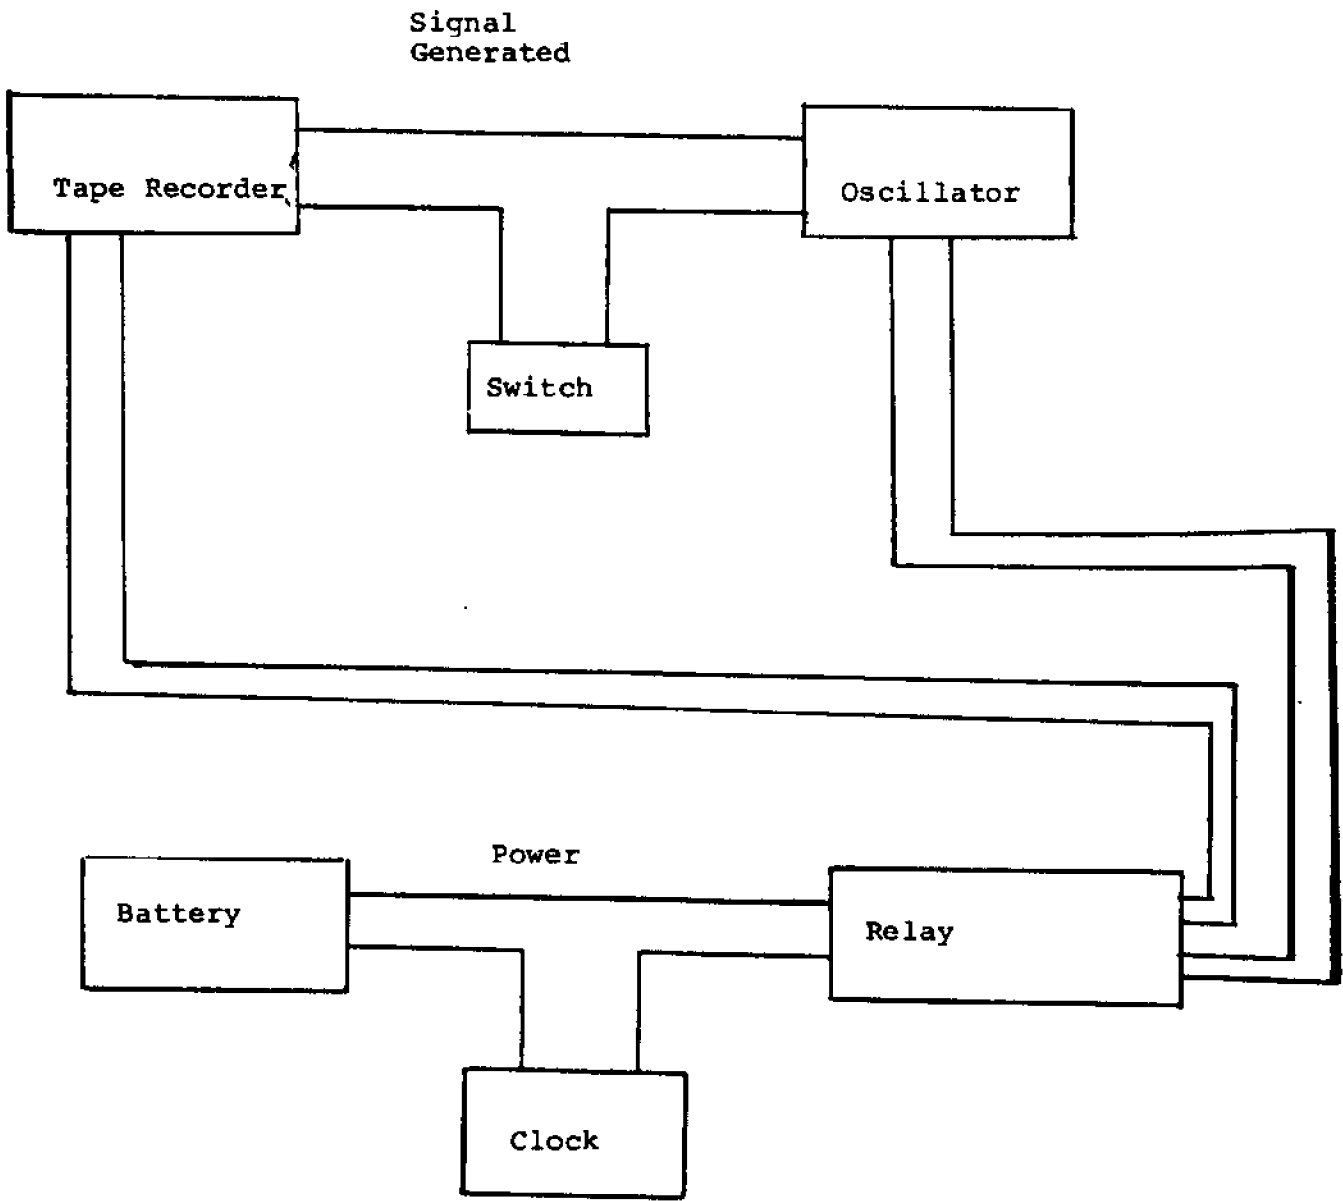 Signal
Generated
Tape Recorder
Oscillator
Switch
Power
Battery
Relay
Clock